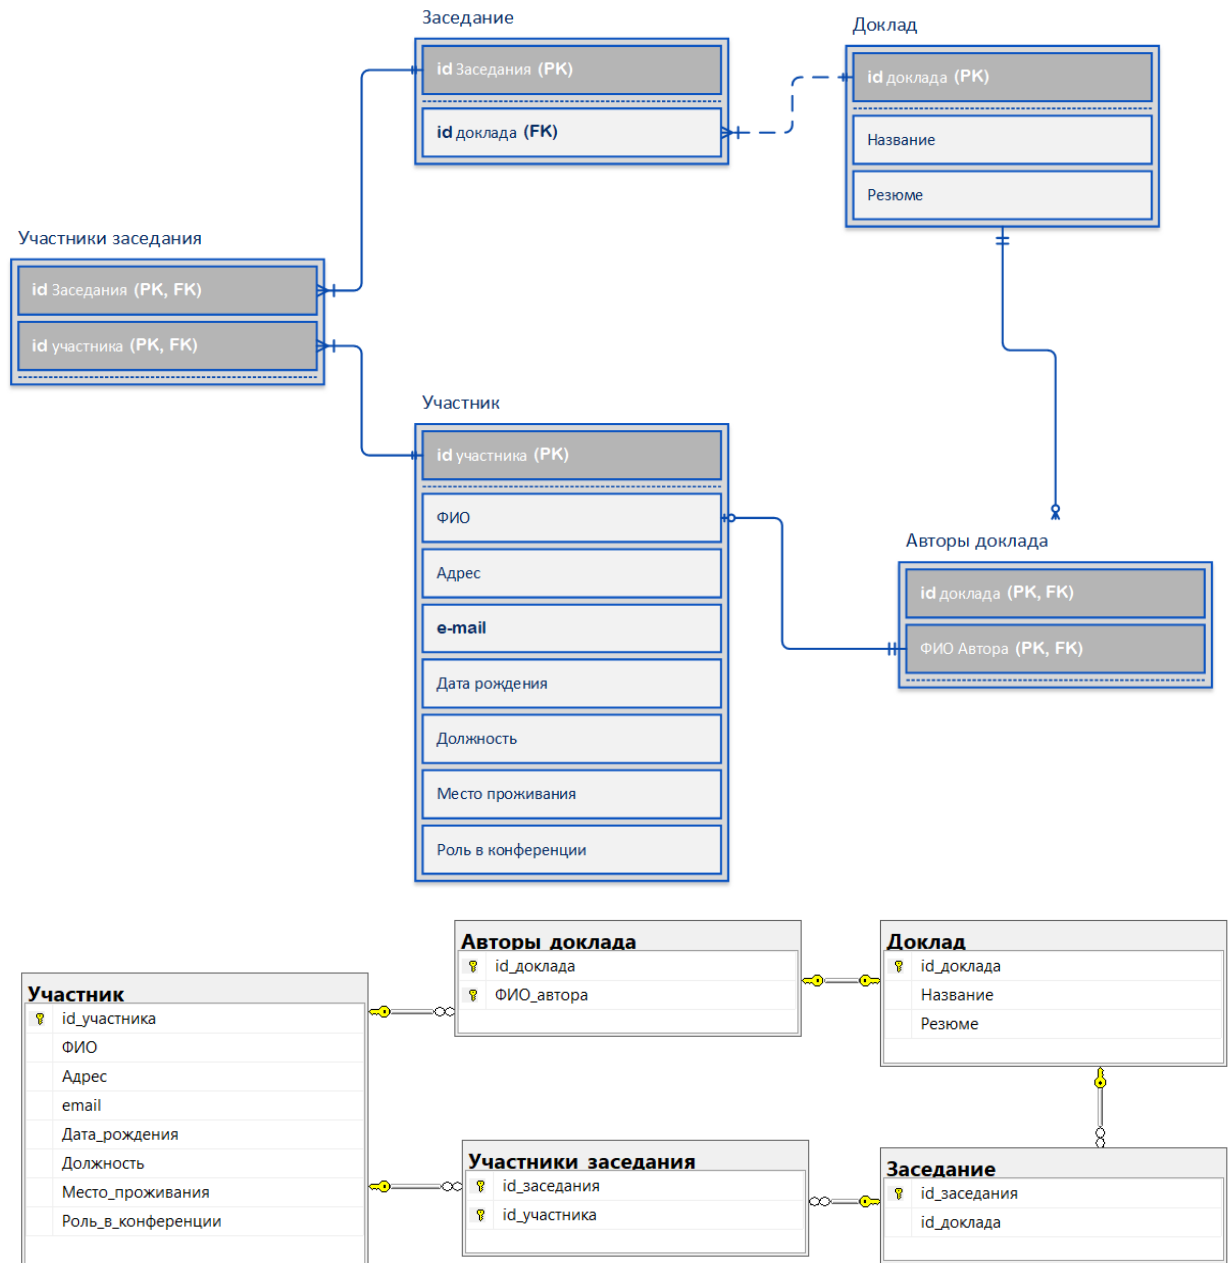 Заседание
id Заседания (PK)
id доклада (FK)
Доклад
id доклада (PK)
Название
Резюме
Участники заседания
id Заседания (PK, FK)
id участника (PK, FK)
Участник
id участника (PK)
ФИО
Адрес
e-mail
Дата рождения
Должность
Место проживания
Роль в конференции
Авторы доклада
id доклада (PK, FK)
ФИО Автора (PK, FK)
Участник
id_участника
ФИО
Адрес
email
Дата_рождения
Должность
Место_проживания
Роль_в_конференции
Авторы доклада
id_доклада
ФИО_автора
Доклад
id_доклада
Название
Резюме
Участники заседания
id_заседания
id_участника
Заседание
id_заседания
id_доклада